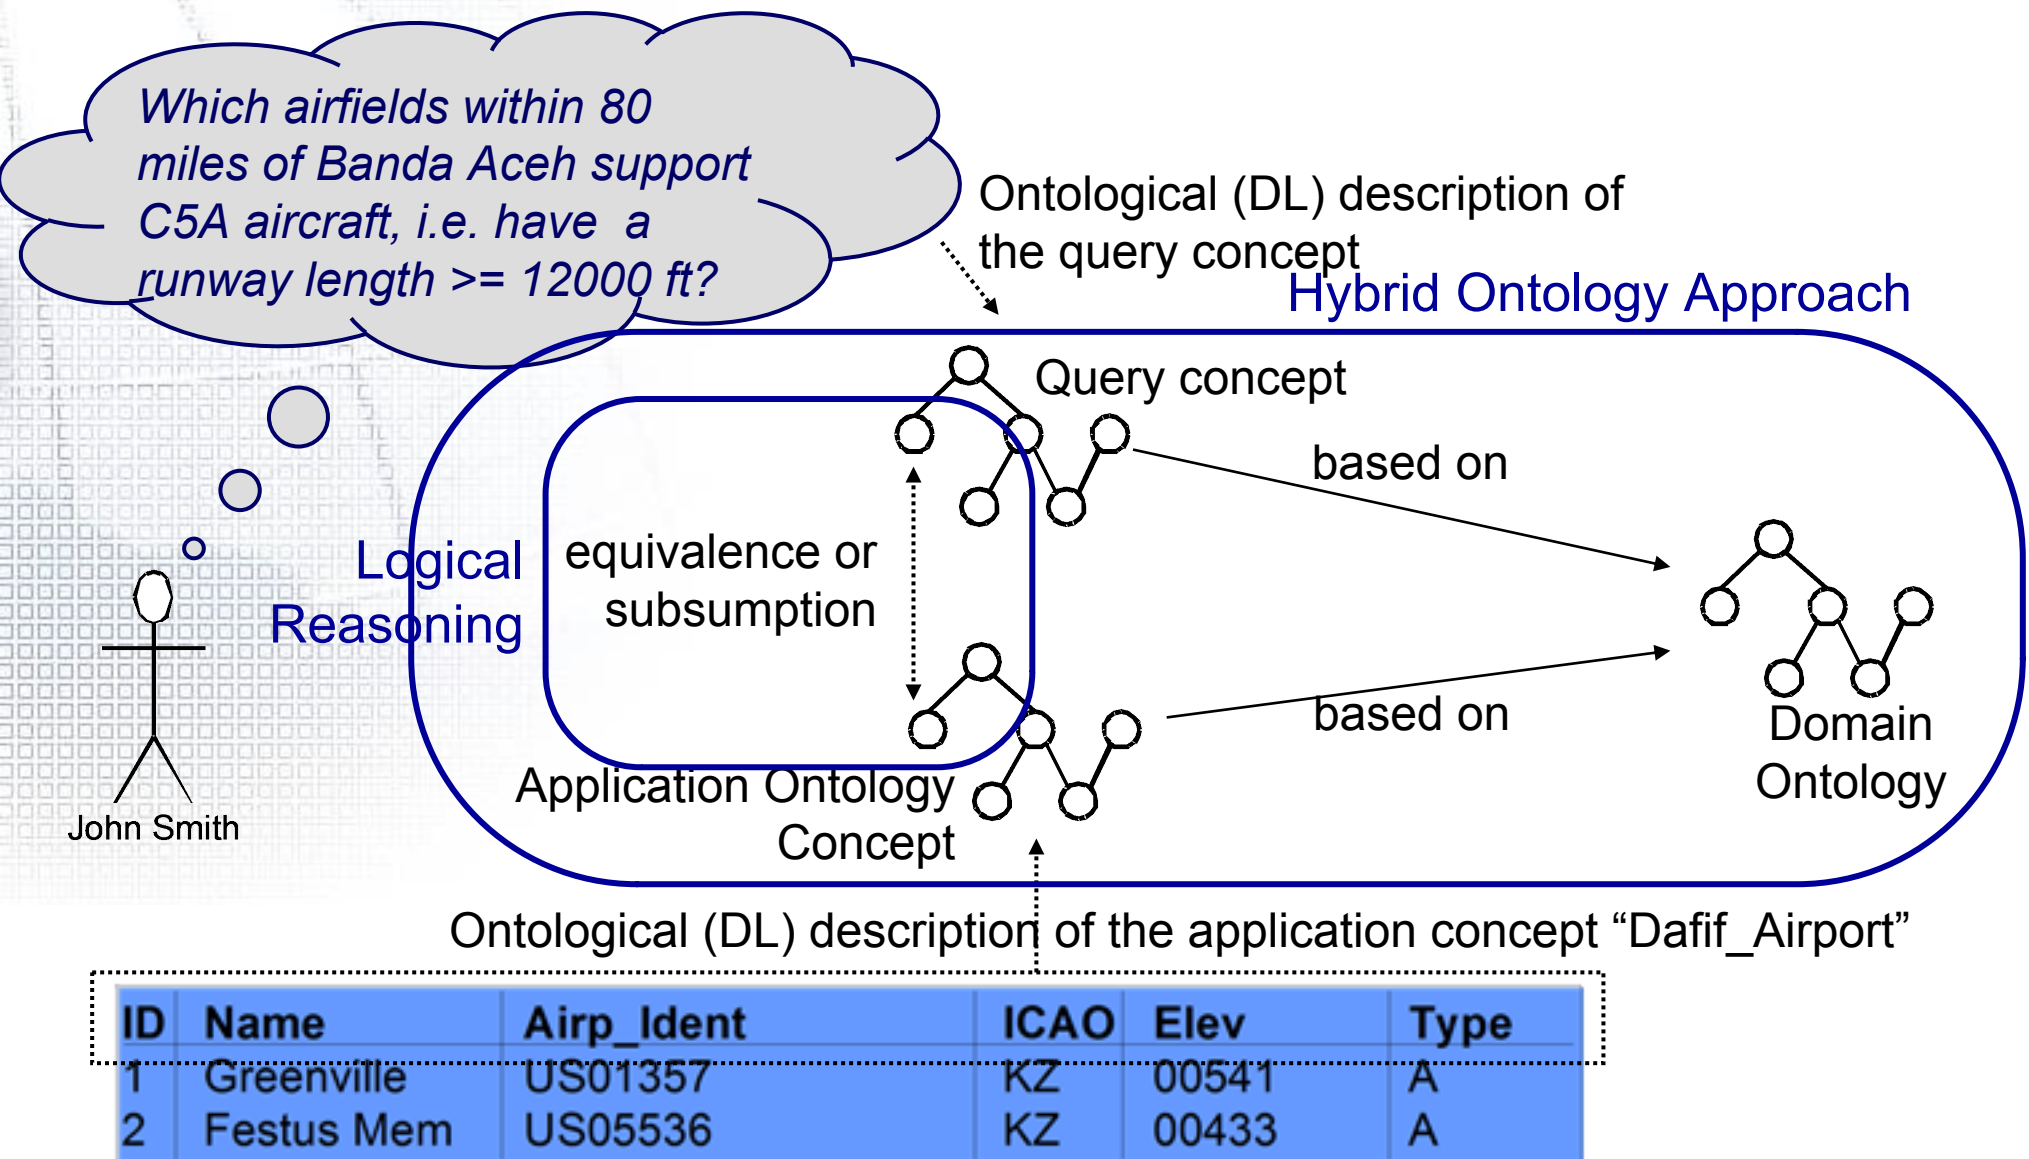 Which airfields within 80
miles of Banda Aceh support
C5A aircraft, i.e. have a
runway length >= 12000 ft?
Ontological (DL) description of
the query concept
Hybrid Ontology Approach
Query concept
based on
Logical
Reasoning
equivalence or
subsumption
based on
Domain
Ontology
Application Ontology
Concept
John Smith
Ontological (DL) description of the application concept “Dafif_Airport”
ID Name Airp_Ident ICAO Elev Type
1 Greenville US01357 KZ 00541 A
2 Festus Mem US05536 KZ 00433 A